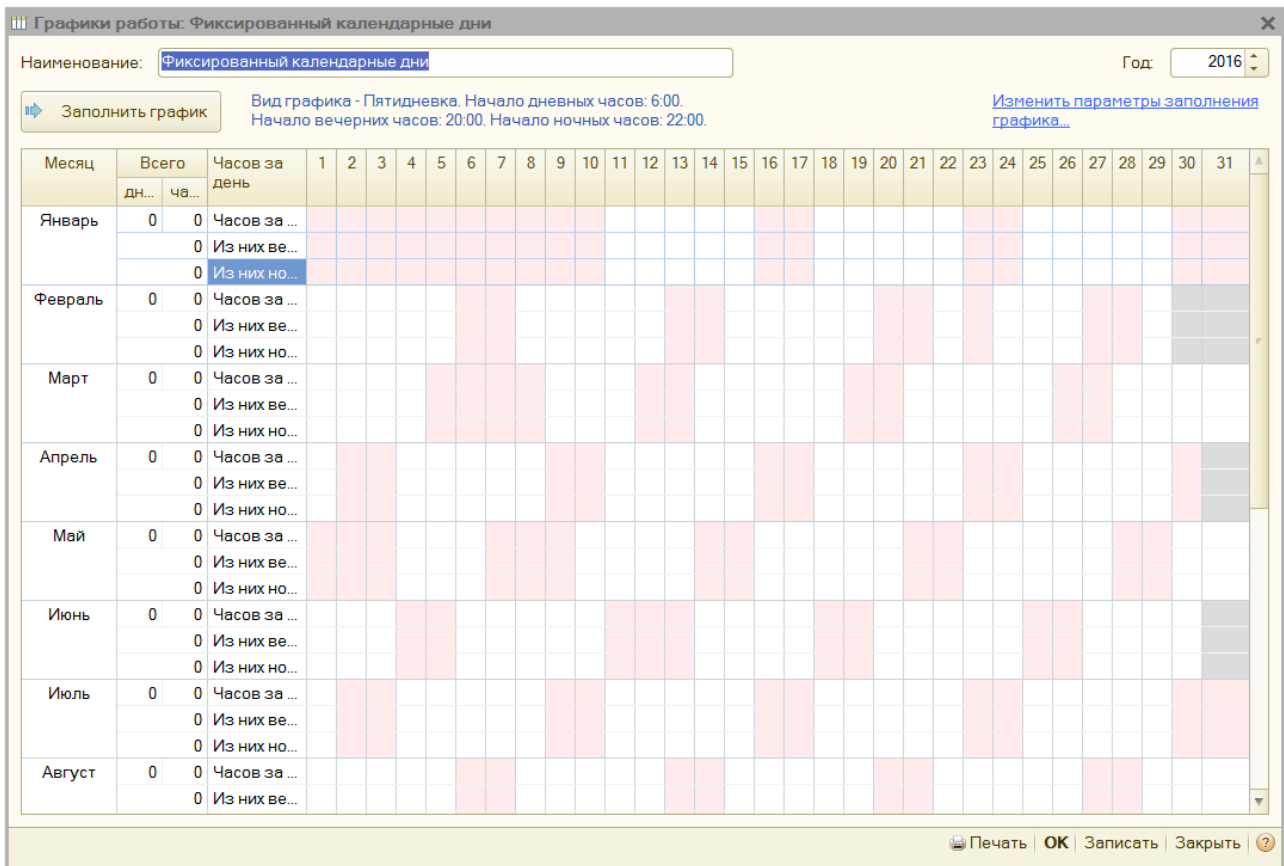 Графики работы: Фиксированный календарные дни
Наименование: Фиксированный календарные дни Год: 2016
Заполнить график
Вид графика - Пятидневка. Начало дневных часов: 6:00.
Начало вечерних часов: 20:00. Начало ночных часов: 22:00.
Изменить параметры заполнения
графика...
Месяц Всего Часов за день 1 2 3 4 5 6 7 8 9 10 11 12 13 14 15 16 17 18 19 20 21 22 23 24 25 26 27 28 29 30 31
дн... ча...
Январь 0 0 Часов за ...
0 Из них ве...
0 Из них но...
Февраль 0 0 Часов за ...
0 Из них ве...
0 Из них но...
Март 0 0 Часов за ...
0 Из них ве...
0 Из них но...
Апрель 0 0 Часов за ...
0 Из них ве...
0 Из них но...
Май 0 0 Часов за ...
0 Из них ве...
0 Из них но...
Июнь 0 0 Часов за ...
0 Из них ве...
0 Из них но...
Июль 0 0 Часов за ...
0 Из них ве...
0 Из них но...
Август 0 0 Часов за ...
0 Из них ве...
Печать OK Записать Закрыть ?